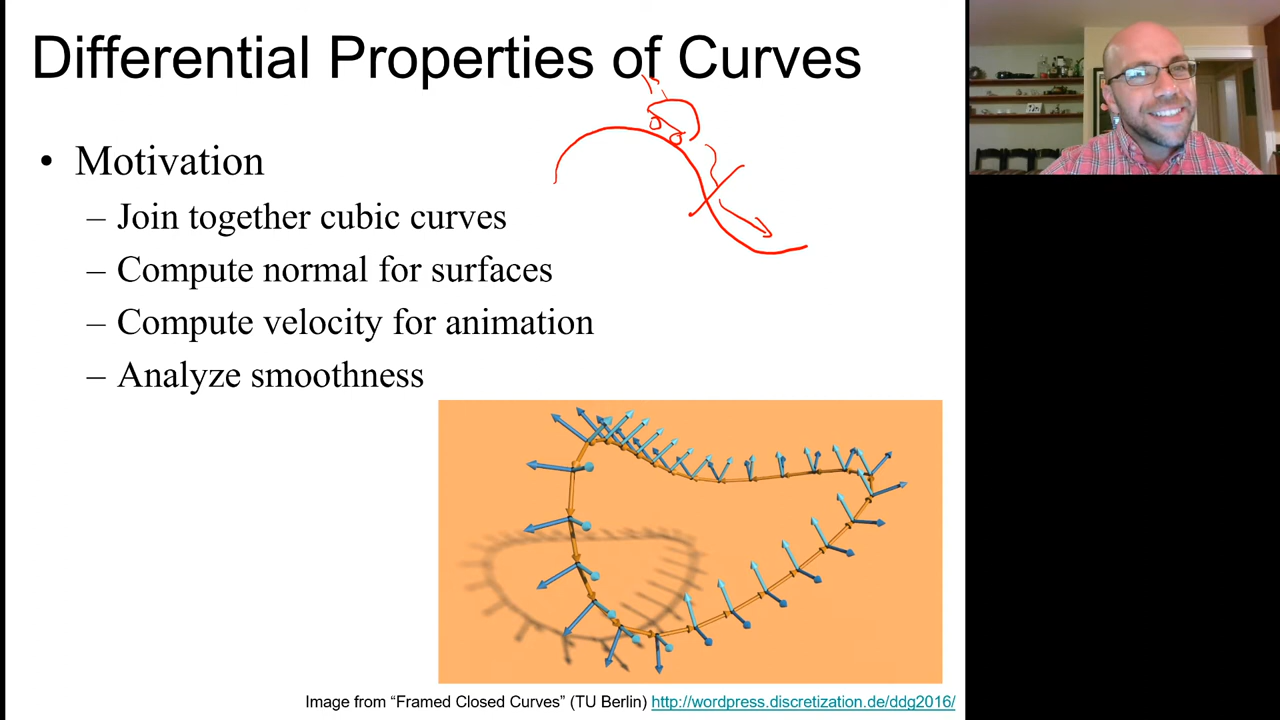 Differential Properties of Curves
• Motivation
– Join together cubic curves
– Compute normal for surfaces
– Compute velocity for animation
– Analyze smoothness
Image from “Framed Closed Curves” (TU Berlin) http://wordpress.discretization.de/ddg2016/